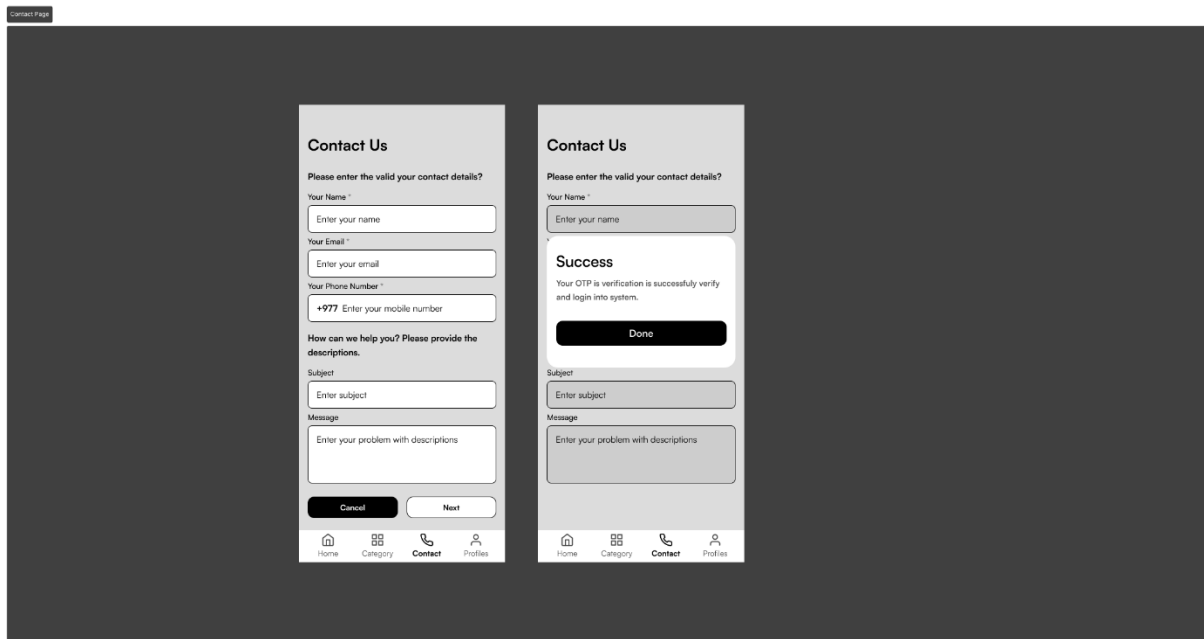 Contact Page
Contact Us
Please enter the valid your contact details?
Your Name *
Enter your name
Your Email *
Enter your email
Your Phone Number *
+977 Enter your mobile number
How can we help you? Please provide the
descriptions.
Subject
Enter subject
Message
Enter your problem with descriptions
Cancel
Next
Home
Category
Contact
Profiles
Contact Us
Please enter the valid your contact details?
Your Name *
Enter your name
Success
Your OTP is verification is successfuly verify
and login into system.
Done
Subject
Enter subject
Message
Enter your problem with descriptions
Home
Category
Contact
Profiles